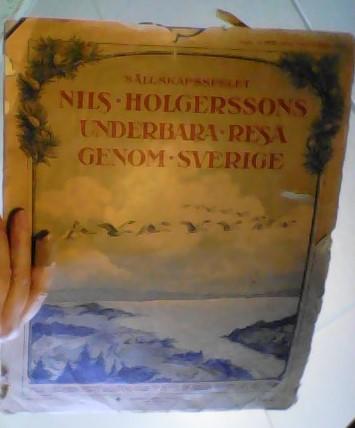 SÄLLSKAPSSPELET
NILS · HOLGERSSONS
UNDERBARA · RESA
GENOM · SVERIGE